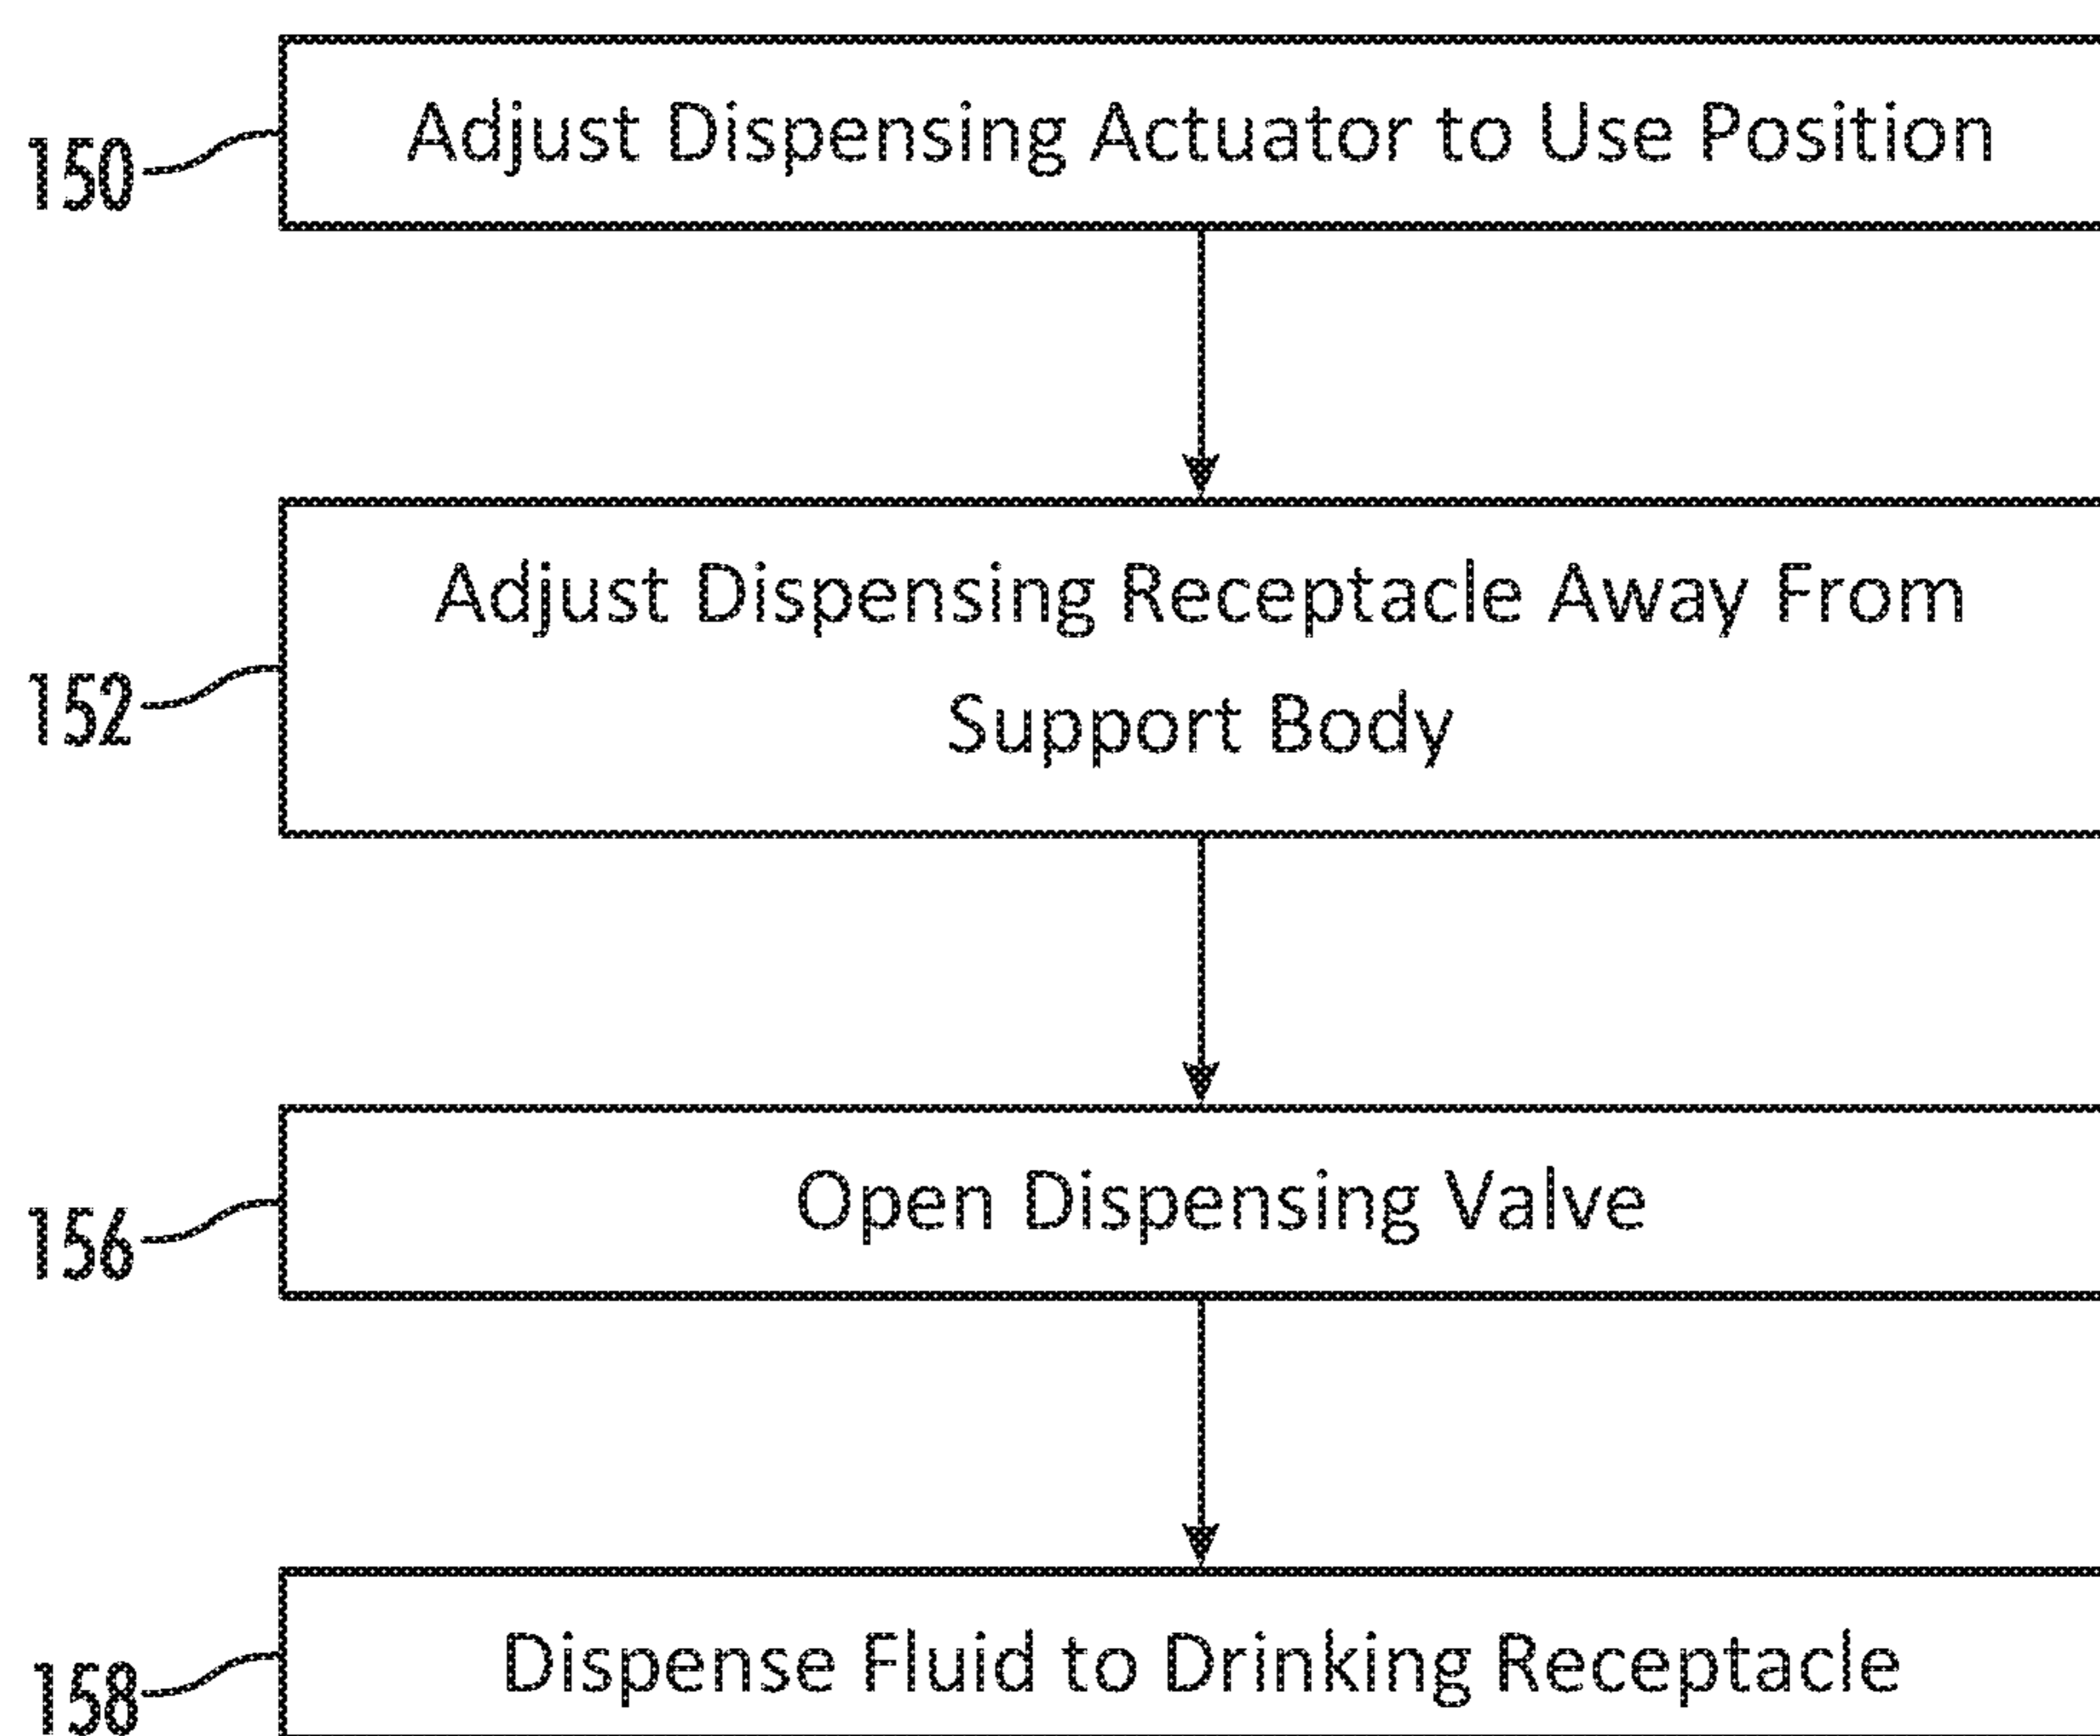 150 Adjust Dispensing Actuator to Use Position
Adjust Dispensing Receptacle Away From
152
Support Body
156 Open Dispensing Valve
158 Dispense Fluid to Drinking Receptacle